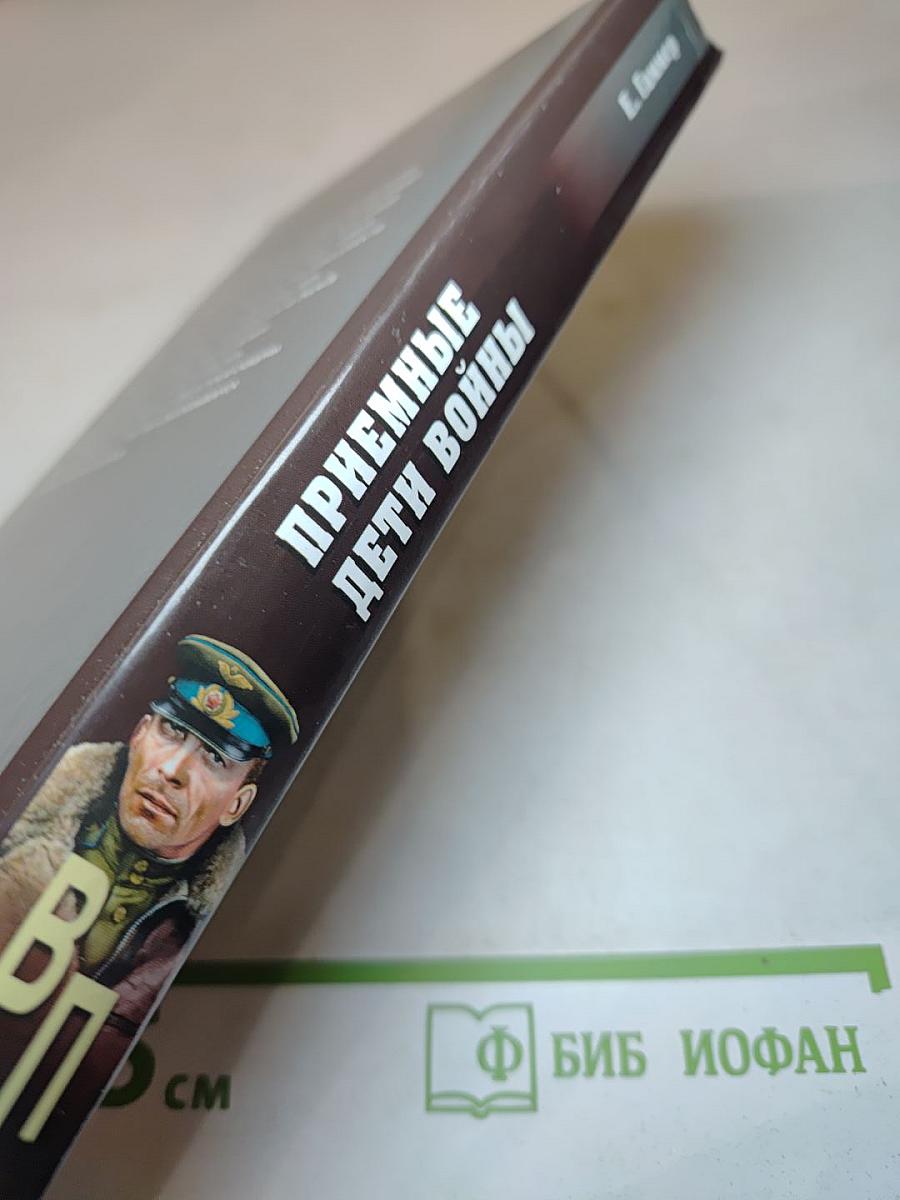 ПРИЕМНЫЕ
ДЕТИ ВОЙНЫ
ВП
см
Ф БИБ ИОФАН